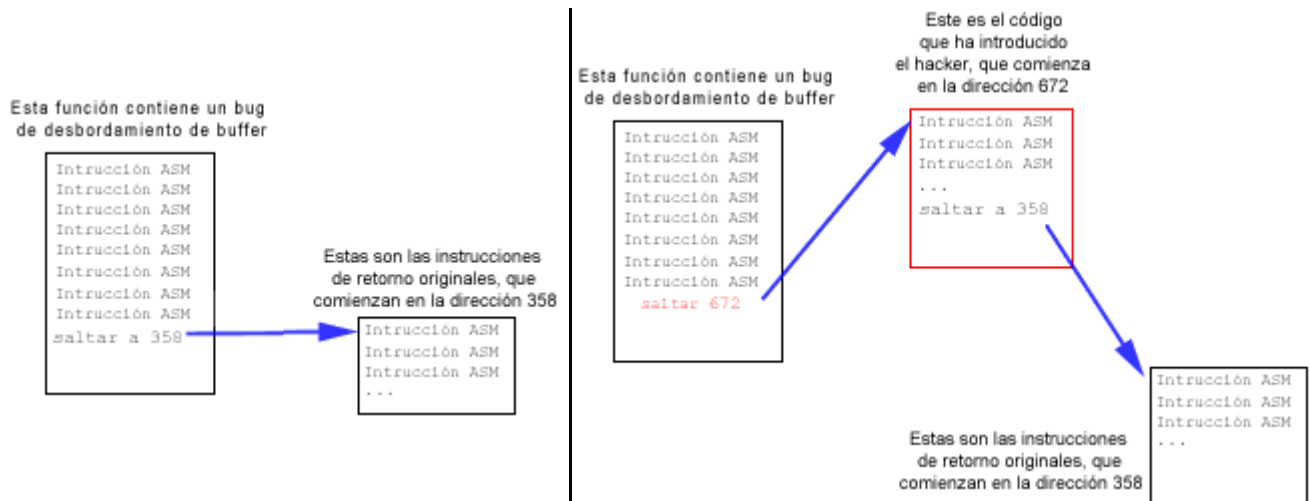 Esta función contiene un bug
de desbordamiento de buffer
Intrucción ASM
Intrucción ASM
Intrucción ASM
Intrucción ASM
Intrucción ASM
Intrucción ASM
Intrucción ASM
Intrucción ASM
saltar a 358
Estas son las instrucciones
de retorno originales, que
comienzan en la dirección 358
Intrucción ASM
Intrucción ASM
Intrucción ASM
...
Esta función contiene un bug
de desbordamiento de buffer
Intrucción ASM
Intrucción ASM
Intrucción ASM
Intrucción ASM
Intrucción ASM
Intrucción ASM
Intrucción ASM
Intrucción ASM
saltar 672
Este es el código
que ha introducido
el hacker, que comienza
en la dirección 672
Intrucción ASM
Intrucción ASM
Intrucción ASM
...
saltar a 358
Estas son las instrucciones
de retorno originales, que
comienzan en la dirección 358
Intrucción ASM
Intrucción ASM
Intrucción ASM
...